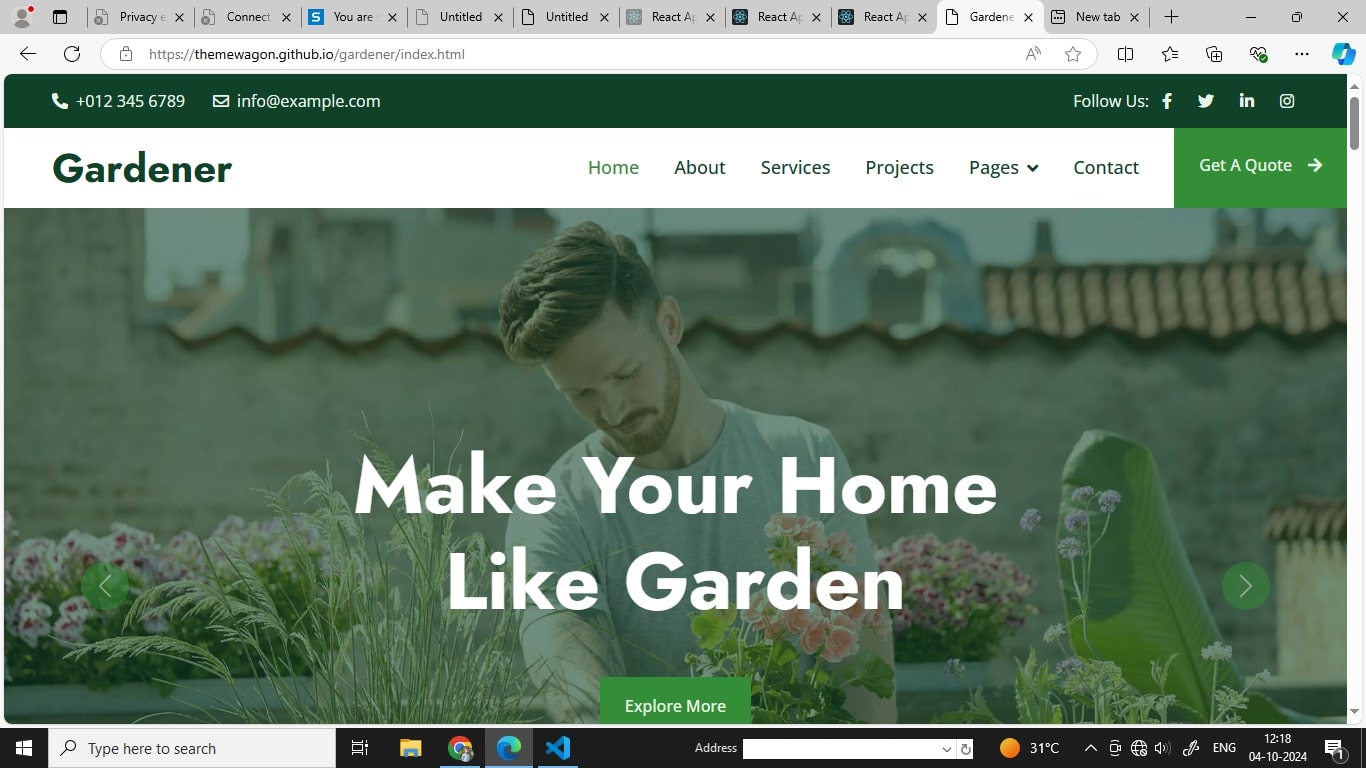 Privacy e
Connect
You are s
Untitled
Untitled
React Ap
React Ap
React Ap
Gardene
New tab
https://themewagon.github.io/gardener/index.html
+012 345 6789
info@example.com
Follow Us:
Gardener
Home
About
Services
Projects
Pages
Contact
Get A Quote
Make Your Home
Like Garden
Explore More
Type here to search
Address
31°C
ENG
12:18
04-10-2024
1